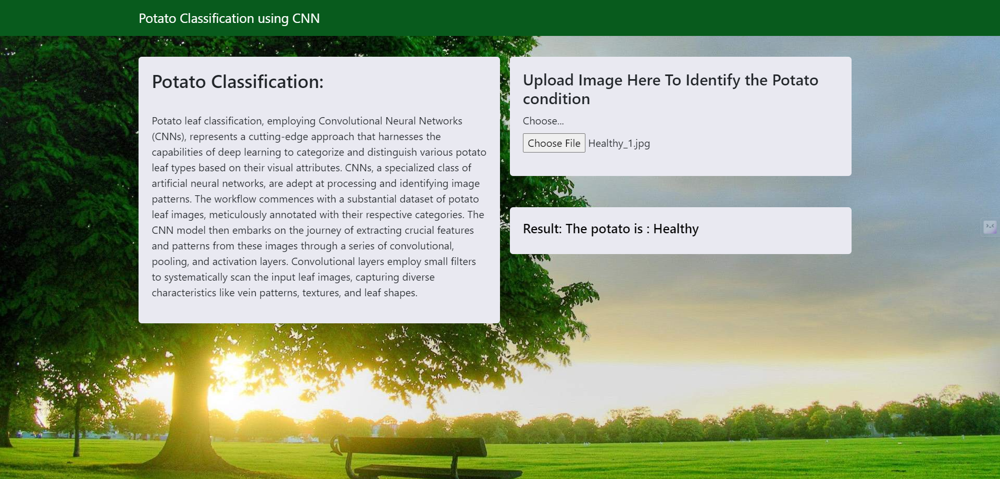 Potato Classification using CNN
Potato Classification:
Potato leaf classification, employing Convolutional Neural Networks
(CNNs), represents a cutting-edge approach that harnesses the
capabilities of deep learning to categorize and distinguish various potato
leaf types based on their visual attributes. CNNs, a specialized class of
artificial neural networks, are adept at processing and identifying image
patterns. The workflow commences with a substantial dataset of potato
leaf images, meticulously annotated with their respective categories. The
CNN model then embarks on the journey of extracting crucial features
and patterns from these images through a series of convolutional,
pooling, and activation layers. Convolutional layers employ small filters
to systematically scan the input leaf images, capturing diverse
characteristics like vein patterns, textures, and leaf shapes.
Upload Image Here To Identify the Potato
condition
Choose...
Choose File Healthy_1.jpg
Result: The potato is : Healthy